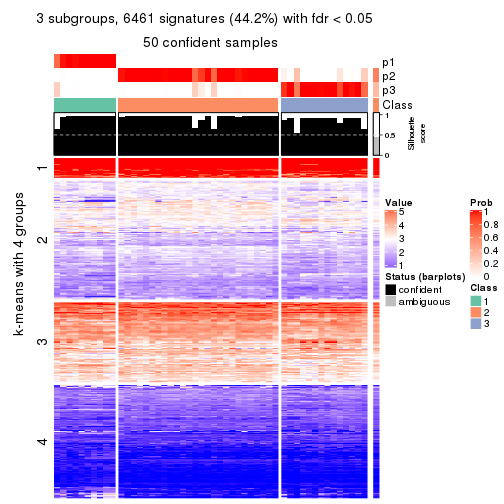 3 subgroups, 6461 signatures (44.2%) with fdr < 0.05
50 confident samples
p1
p2
p3
Class
1
0.5
0
Silhouette
score
k-means with 4 groups
1
2
3
4
Value
5
4
3
2
1
Status (barplots)
confident
ambiguous
Prob
1
0.8
0.6
0.4
0.2
0
Class
1
2
3